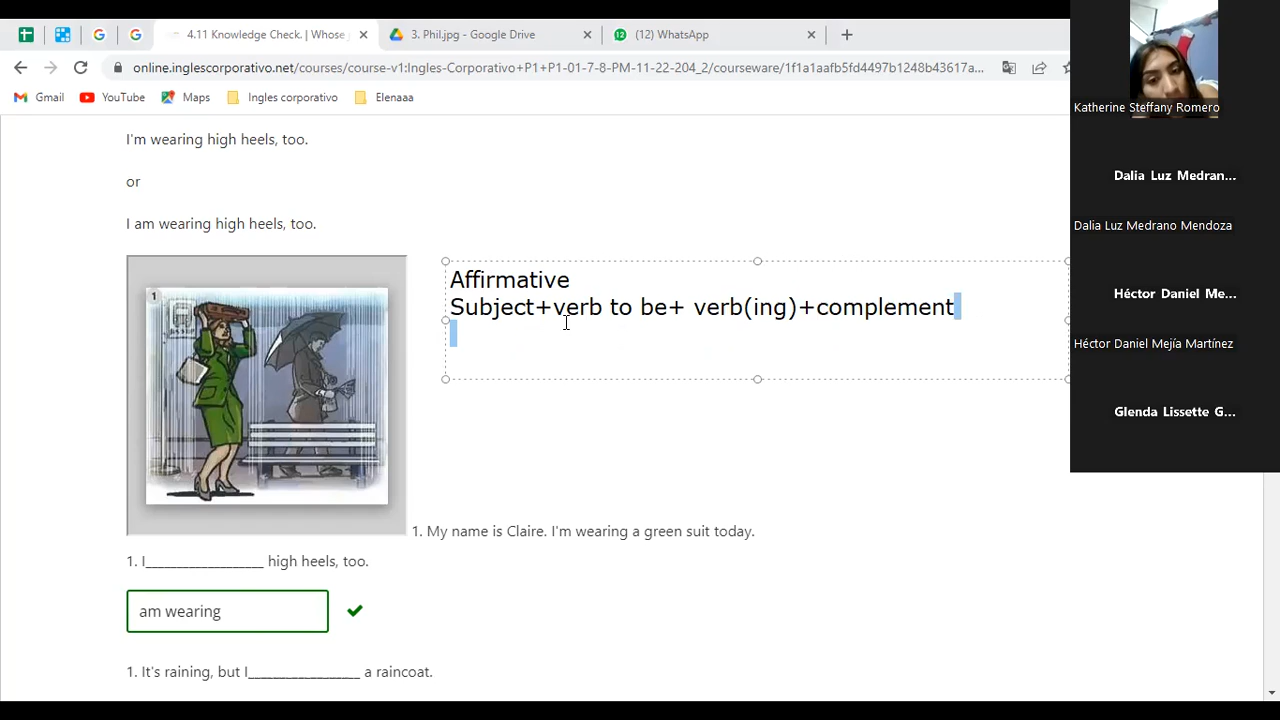 4.11 Knowledge Check. | Whose
3. Phil.jpg - Google Drive
(12) WhatsApp
online.inglescorporativo.net/courses/course-v1:Ingles-Corporativo+P1+P1-01-7-8-PM-11-22-204_2/courseware/1f1a1aafb5fd4497b1248b43617a...
Gmail
YouTube
Maps
Ingles corporativo
Elenaaa
I'm wearing high heels, too.
or
I am wearing high heels, too.
1
Affirmative
Subject+verb to be+ verb(ing)+complement
1. My name is Claire. I'm wearing a green suit today.
1. I__________________ high heels, too.
am wearing
1. It's raining, but I_________________ a raincoat.
Katherine Steffany Romero
Dalia Luz Medran...
Dalia Luz Medrano Mendoza
Héctor Daniel Me...
Héctor Daniel Mejía Martínez
Glenda Lissette G...